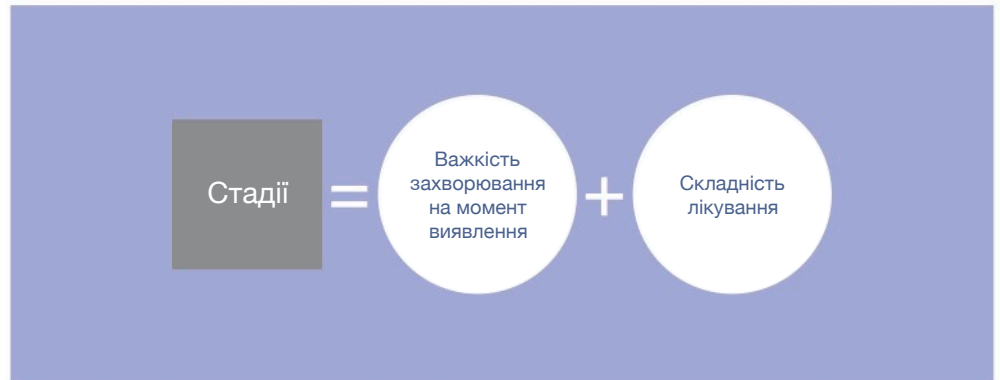 Стадії
=
Важкість
захворювання
на момент
виявлення
+
Складність
лікування